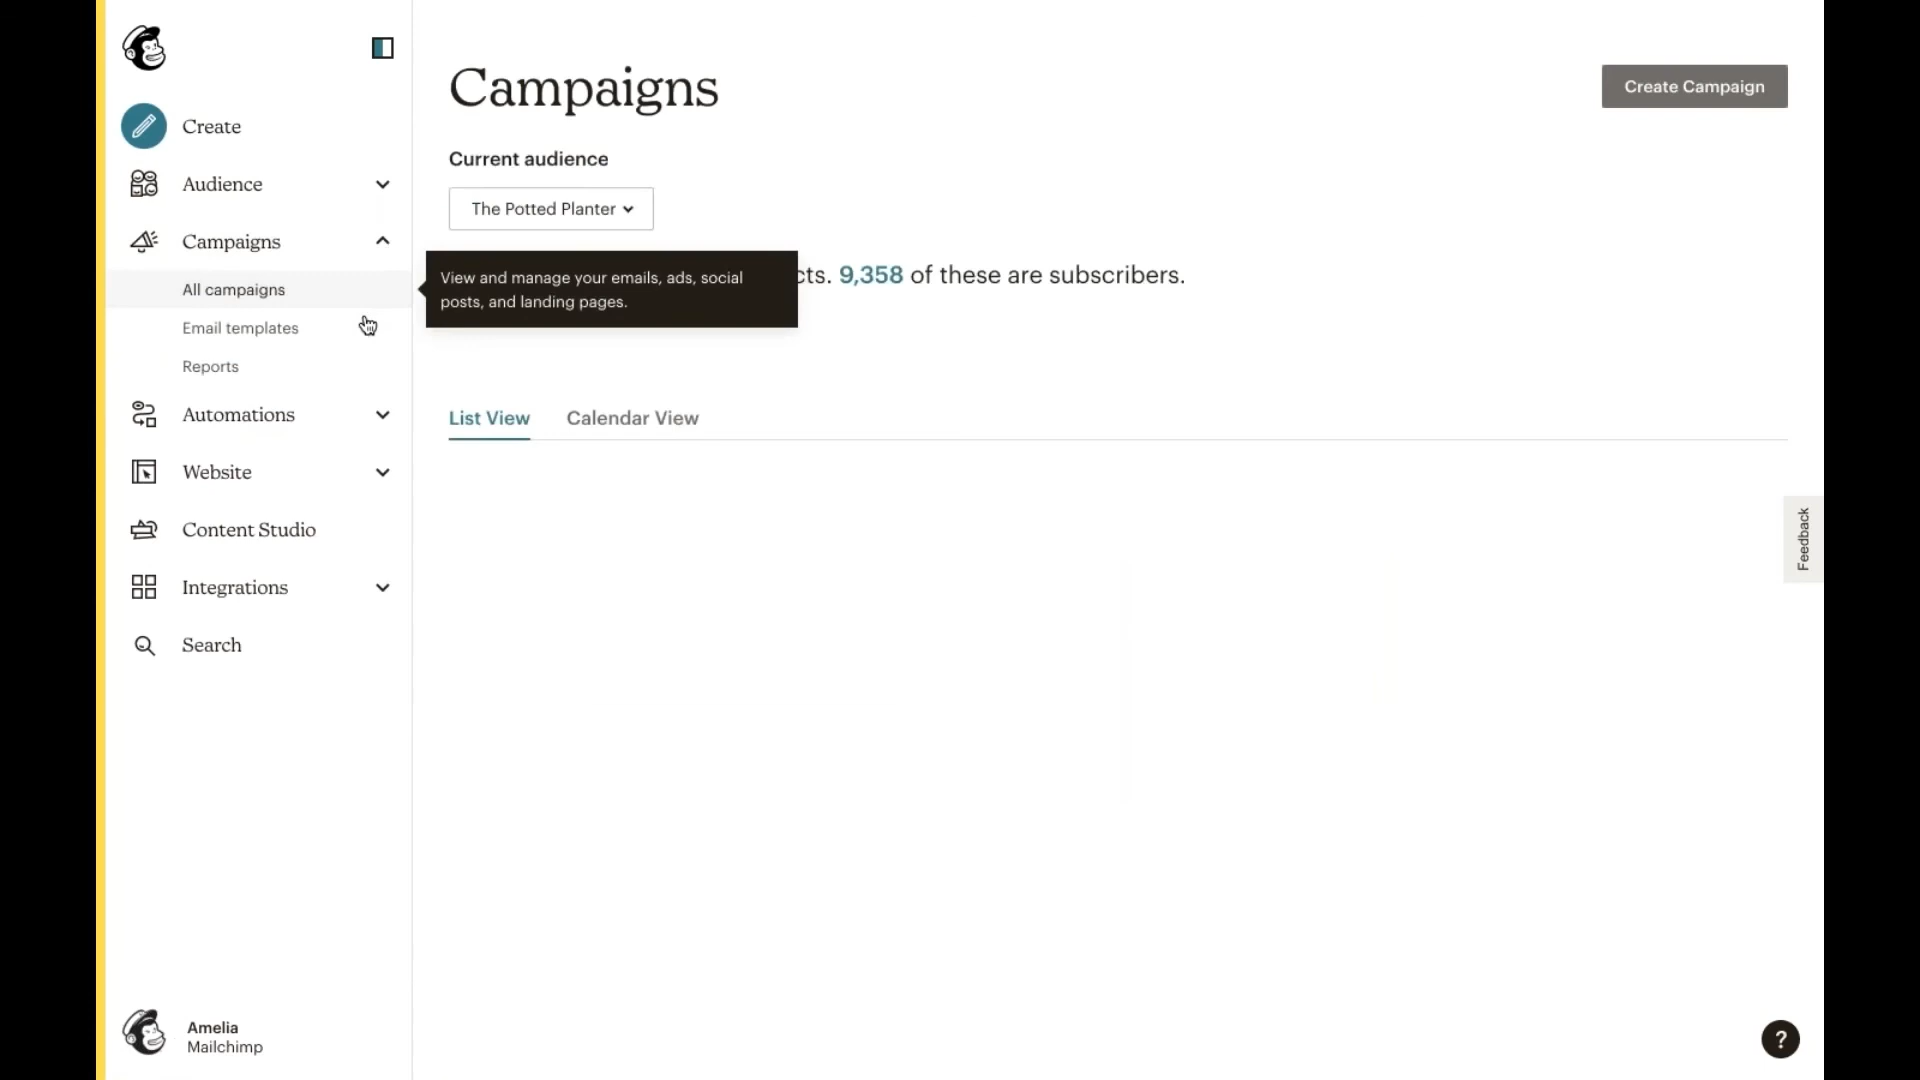 Create
Audience
Campaigns
All campaigns
Email templates
Reports
Automations
Website
Content Studio
Integrations
Search
Amelia
Mailchimp
Campaigns
Create Campaign
Current audience
The Potted Planter
View and manage your emails, ads, social
posts, and landing pages.
cts. 9,358 of these are subscribers.
List View
Calendar View
Feedback
?